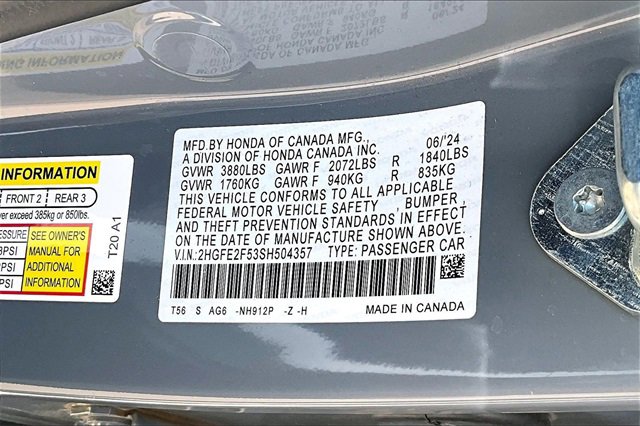 MFD.BY HONDA OF CANADA MFG. 06/'24
A DIVISION OF HONDA CANADA INC.
GVWR 3880LBS GAWR F 2072LBS R 1840LBS
GVWR 1760KG GAWR F 940KG R 835KG
THIS VEHICLE CONFORMS TO ALL APPLICABLE
FEDERAL MOTOR VEHICLE SAFETY, BUMPER,
AND THEFT PREVENTION STANDARDS IN EFFECT
ON THE DATE OF MANUFACTURE SHOWN ABOVE.
V.I.N:2HGFE2F53SH504357 TYPE: PASSENGER CAR
T56 S AG6 -NH912P -Z -H MADE IN CANADA
INFORMATION
FRONT 2 REAR 3
exceed 385kg or 850lbs.
SEE OWNER'S
MANUAL FOR
ADDITIONAL
INFORMATION
T20 A1